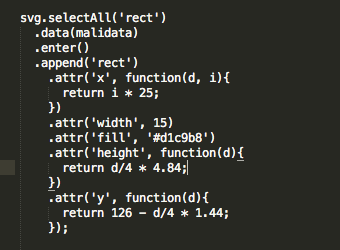 svg.selectAll('rect')
.data(malidata)
.enter()
.append('rect')
.attr('x', function(d, i){
return i * 25;
})
.attr('width', 15)
.attr('fill', '#d1c9b8')
.attr('height', function(d){
return d/4 * 4.84;
})
.attr('y', function(d){
return 126 - d/4 * 1.44;
});